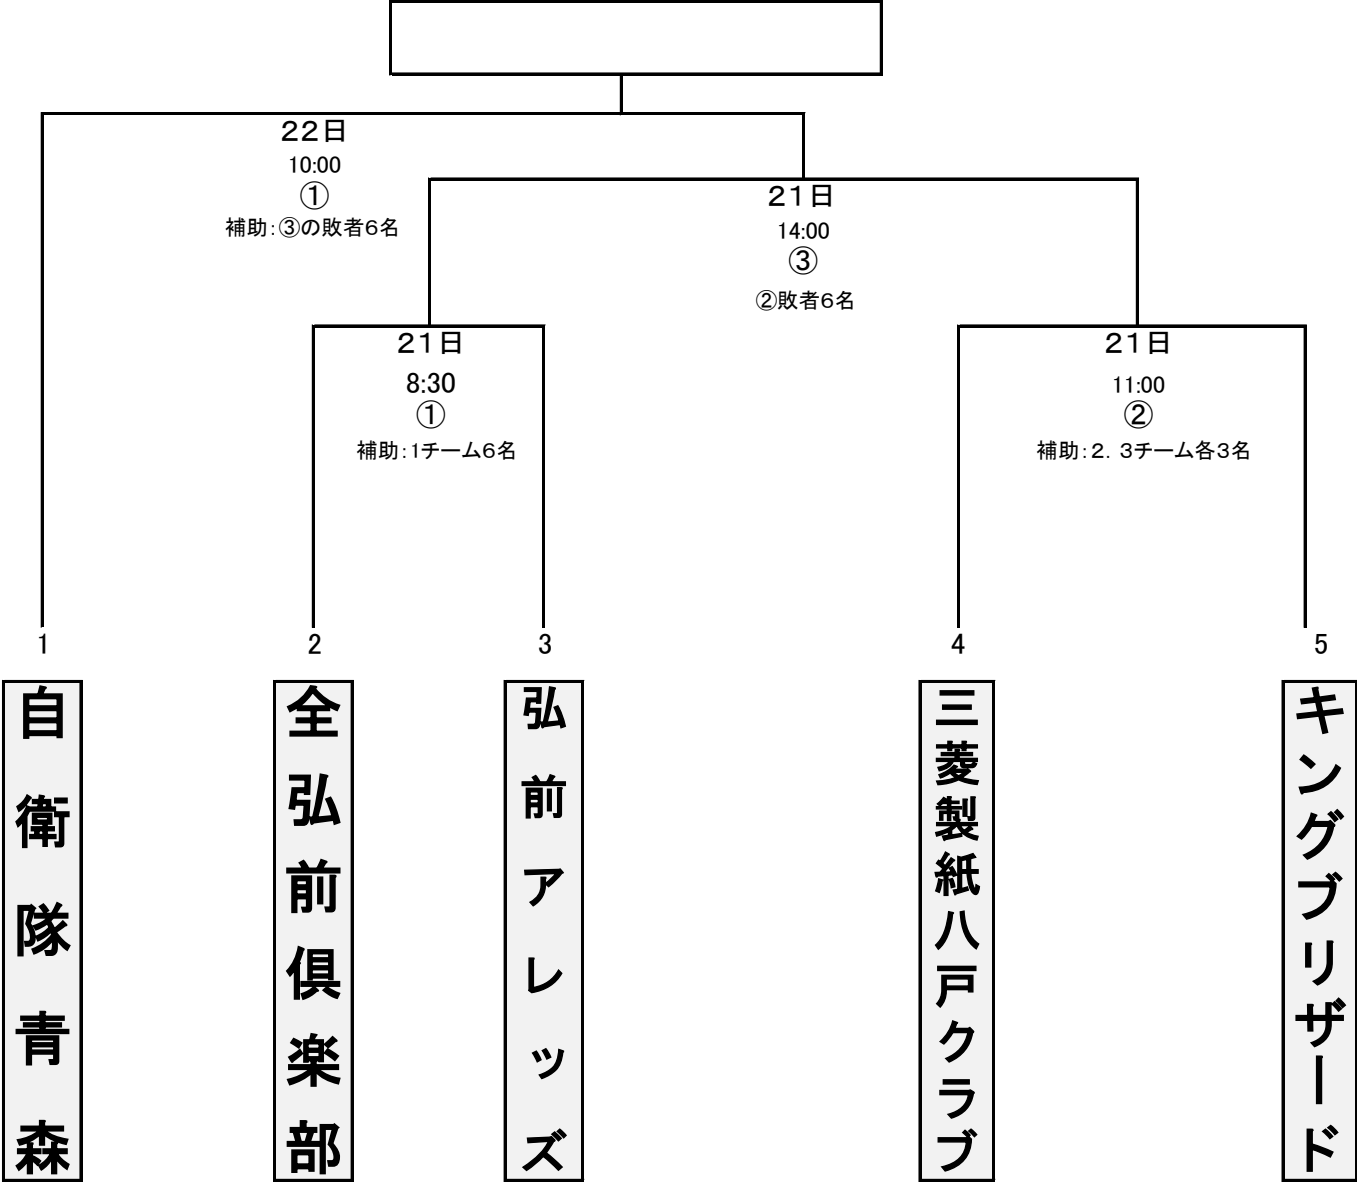 22日
10:00
①
補助:③の敗者6名
21日
14:00
③
②敗者6名
21日
8:30
①
補助:1チーム6名
21日
11:00
②
補助:2.3チーム各3名
1
2
3
4
5
自衛隊青森
全弘前倶楽部
弘前アレッズ
三菱製紙八戸クラブ
キングブリザード